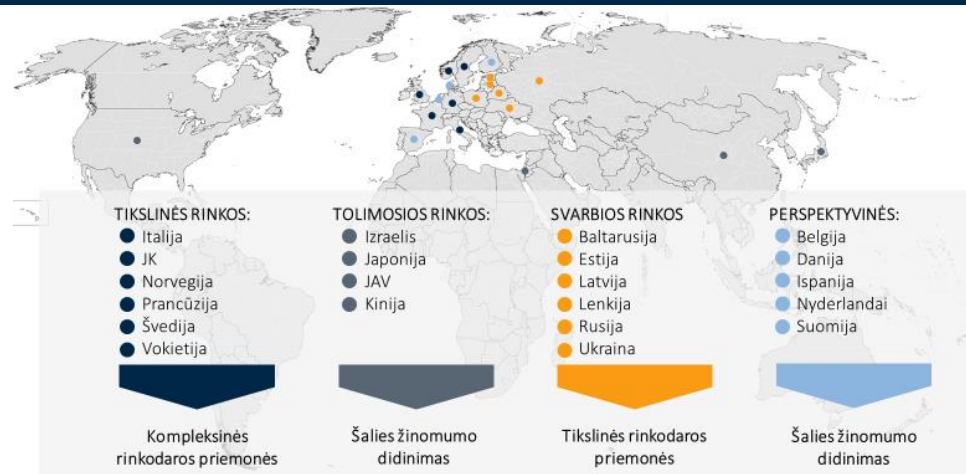 TIKSLINĖS RINKOS:
Italija
JK
Norvegija
Prancūzija
Švedija
Vokietija
Kompleksinės
rinkodaros priemonės
TOLIMOSIOS RINKOS:
Izraelis
Japonija
JAV
Kinija
Šalies žinomumo
didinimas
SVARBIOS RINKOS
Baltarusija
Estija
Latvija
Lenkija
Rusija
Ukraina
Tikslinės rinkodaros
priemonės
PERSPEKTYVINĖS:
Belgija
Danija
Ispanija
Nyderlandai
Suomija
Šalies žinomumo
didinimas